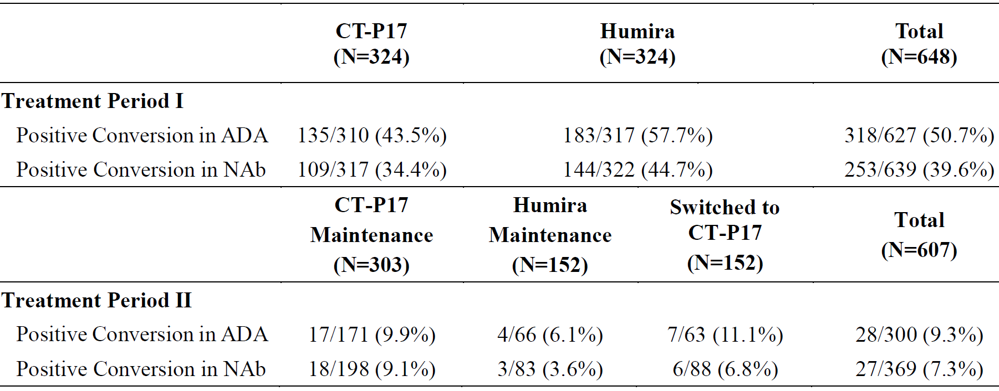 CT-P17 Humira Total
(N=324) (N=324) (N=648)
Treatment Period I
Positive Conversion in ADA 135/310 (43.5%) 183/317 (57.7%) 318/627 (50.7%)
Positive Conversion in NAb 109/317 (34.4%) 144/322 (44.7%) 253/639 (39.6%)
CT-P17 Maintenance (N=303)
Humira Maintenance (N=152)
Switched to CT-P17 (N=152)
Total (N=607)
Treatment Period II
Positive Conversion in ADA 17/171 (9.9%) 4/66 (6.1%) 7/63 (11.1%) 28/300 (9.3%)
Positive Conversion in NAb 18/198 (9.1%) 3/83 (3.6%) 6/88 (6.8%) 27/369 (7.3%)